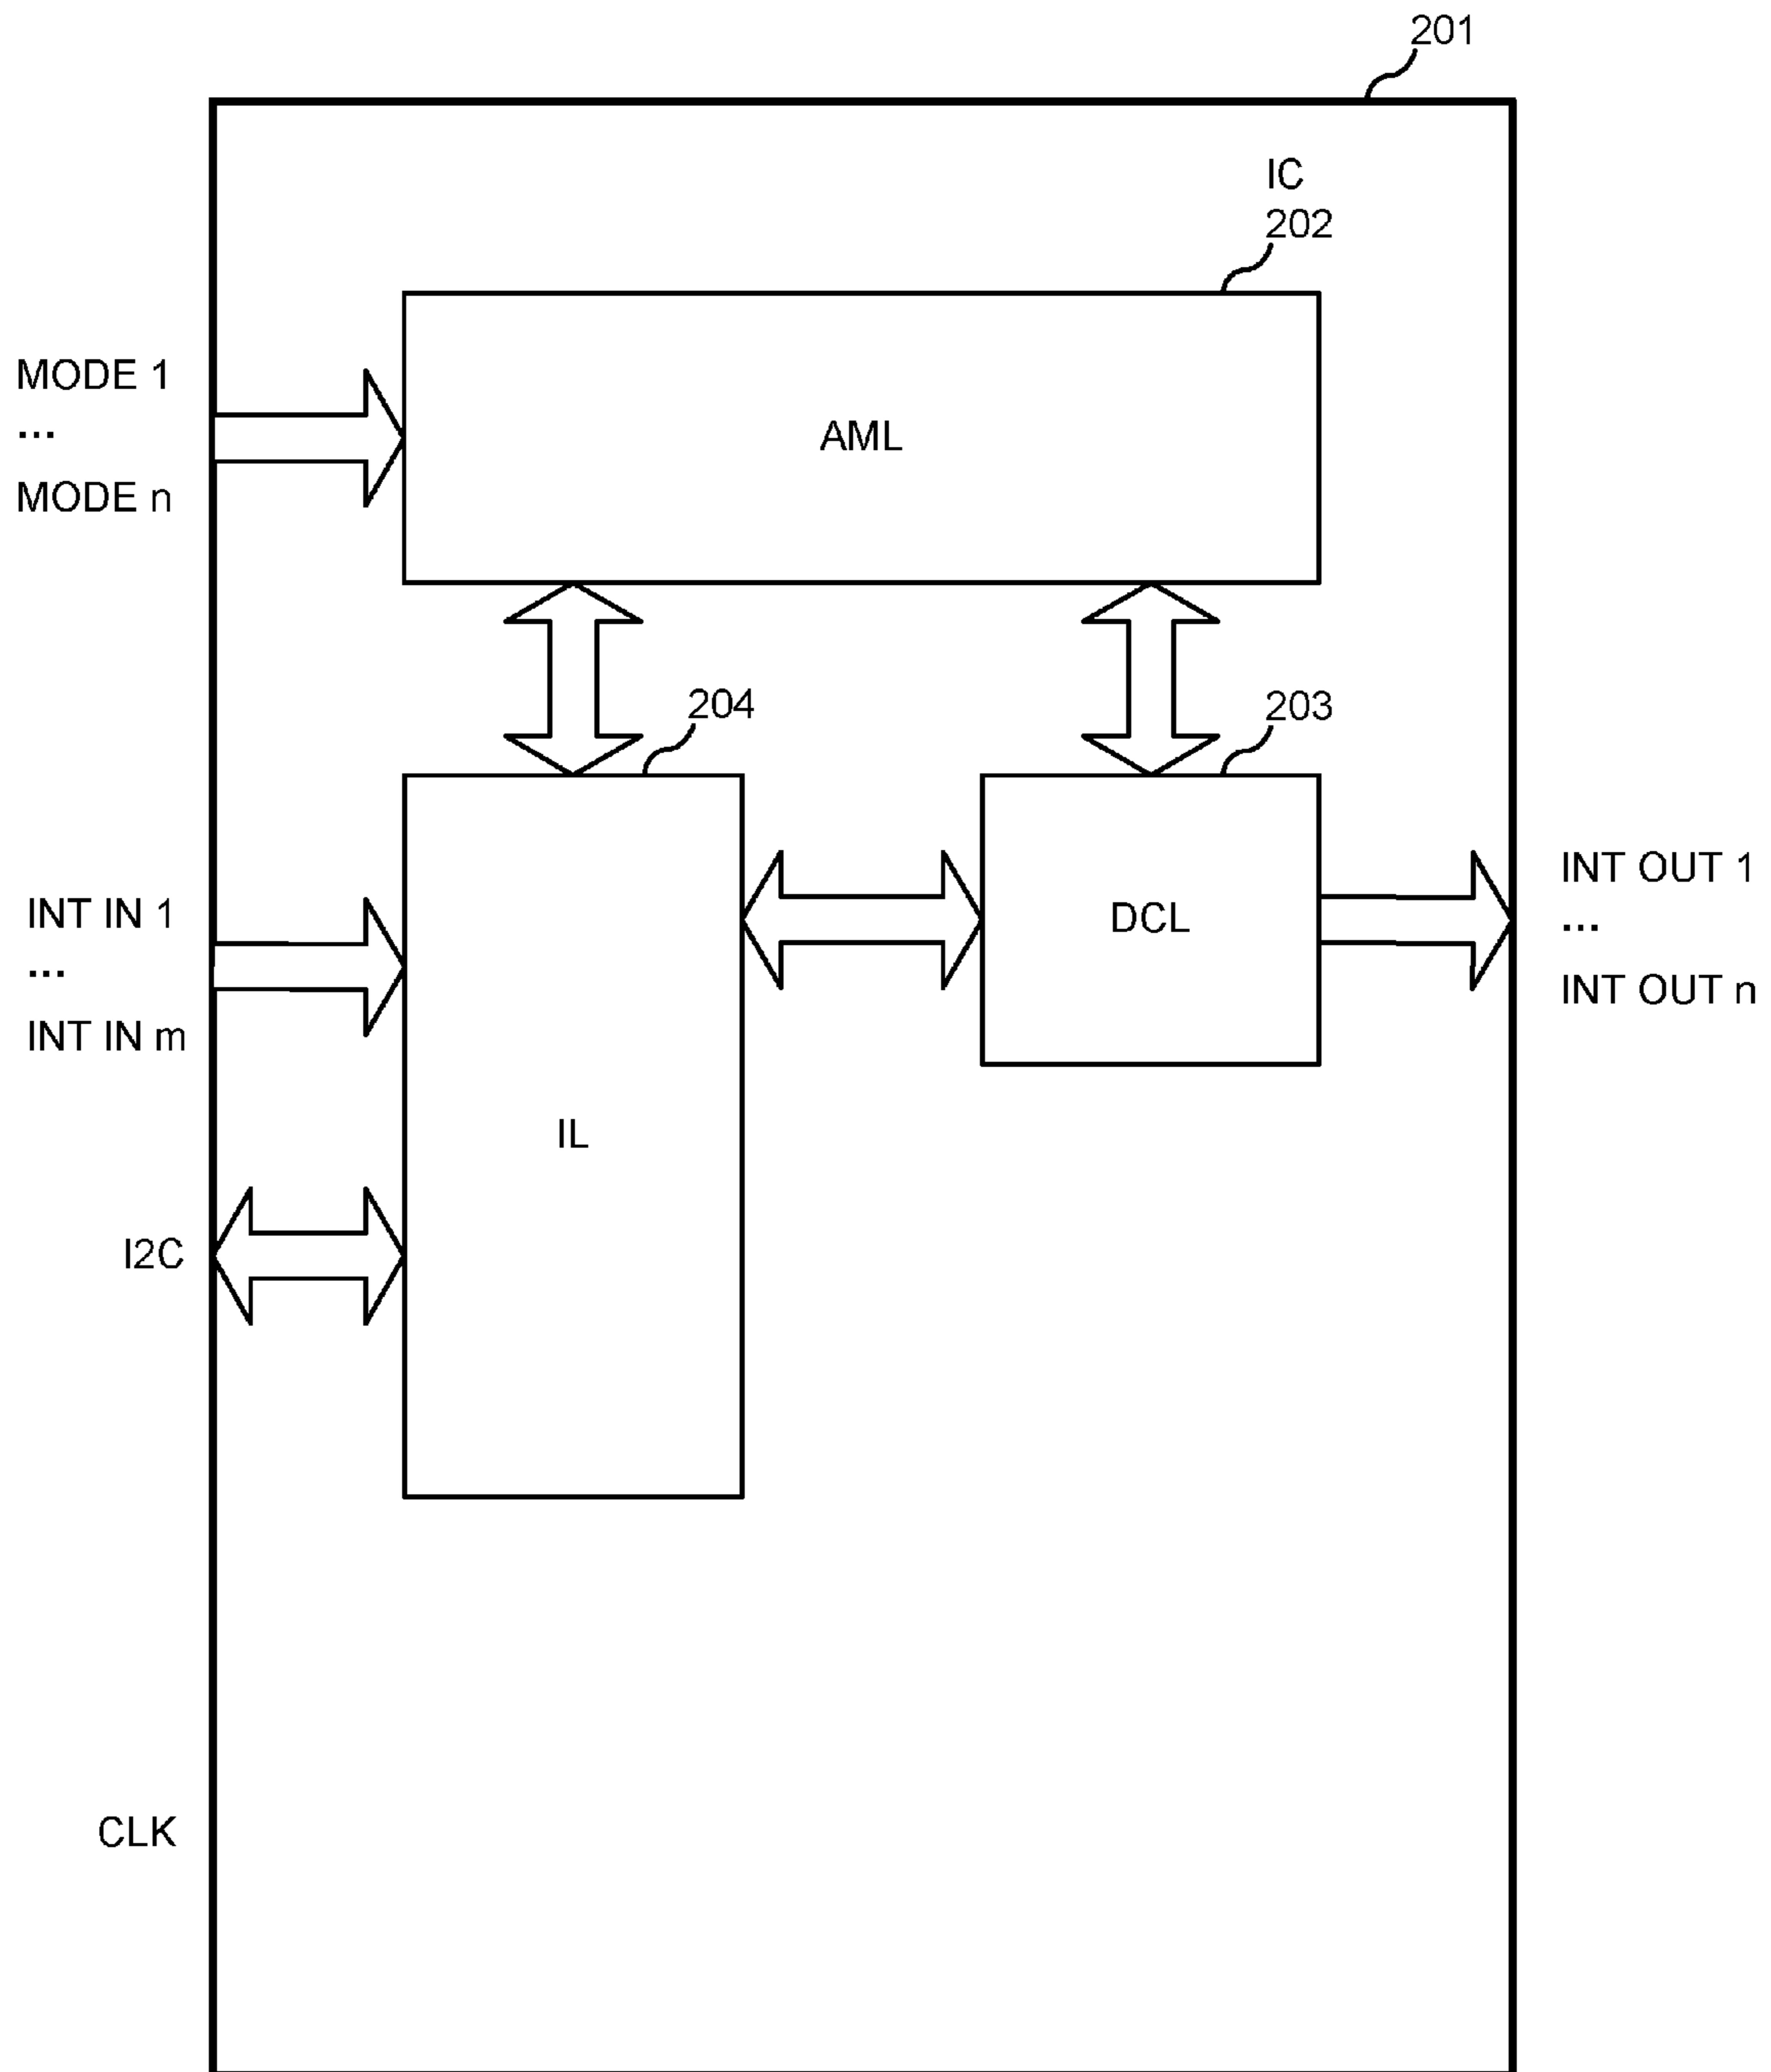 201
IC
202
MODE 1
...
MODE n
AML
204
203
INT IN 1
...
INT IN m
DCL
INT OUT 1
...
INT OUT n
IL
I2C
CLK